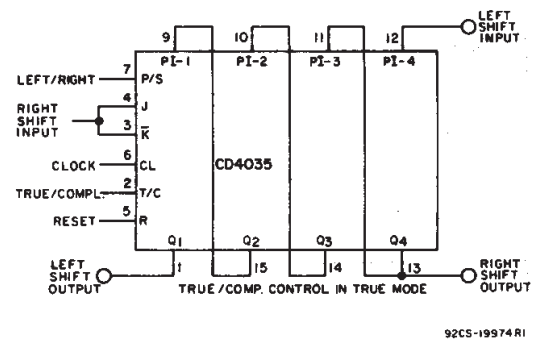 LEFT
SHIFT
INPUT
9
10
11
12
PI-1
PI-2
PI-3
PI-4
LEFT/RIGHT
7
P/S
RIGHT
SHIFT
INPUT
4
J
3
K̅
CLOCK
6
CL
CD4035
TRUE/COMPL.
2
T/C
RESET
5
R
Q1
Q2
Q3
Q4
LEFT
SHIFT
OUTPUT
1
15
14
13
RIGHT
SHIFT
OUTPUT
TRUE/COMP. CONTROL IN TRUE MODE
92CS-19974R1